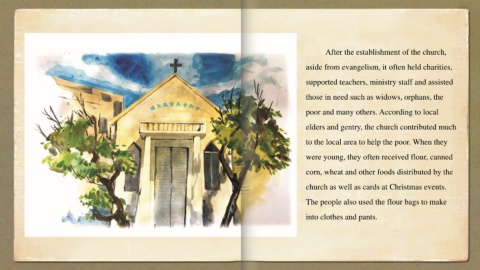 After the establishment of the church,
aside from evangelism, it often held charities,
supported teachers, ministry staff and assisted
those in need such as widows, orphans, the
poor and many others. According to local
elders and gentry, the church contributed much
to the local area to help the poor. When they
were young, they often received flour, canned
corn, wheat and other foods distributed by the
church as well as cards at Christmas events.
The people also used the flour bags to make
into clothes and pants.